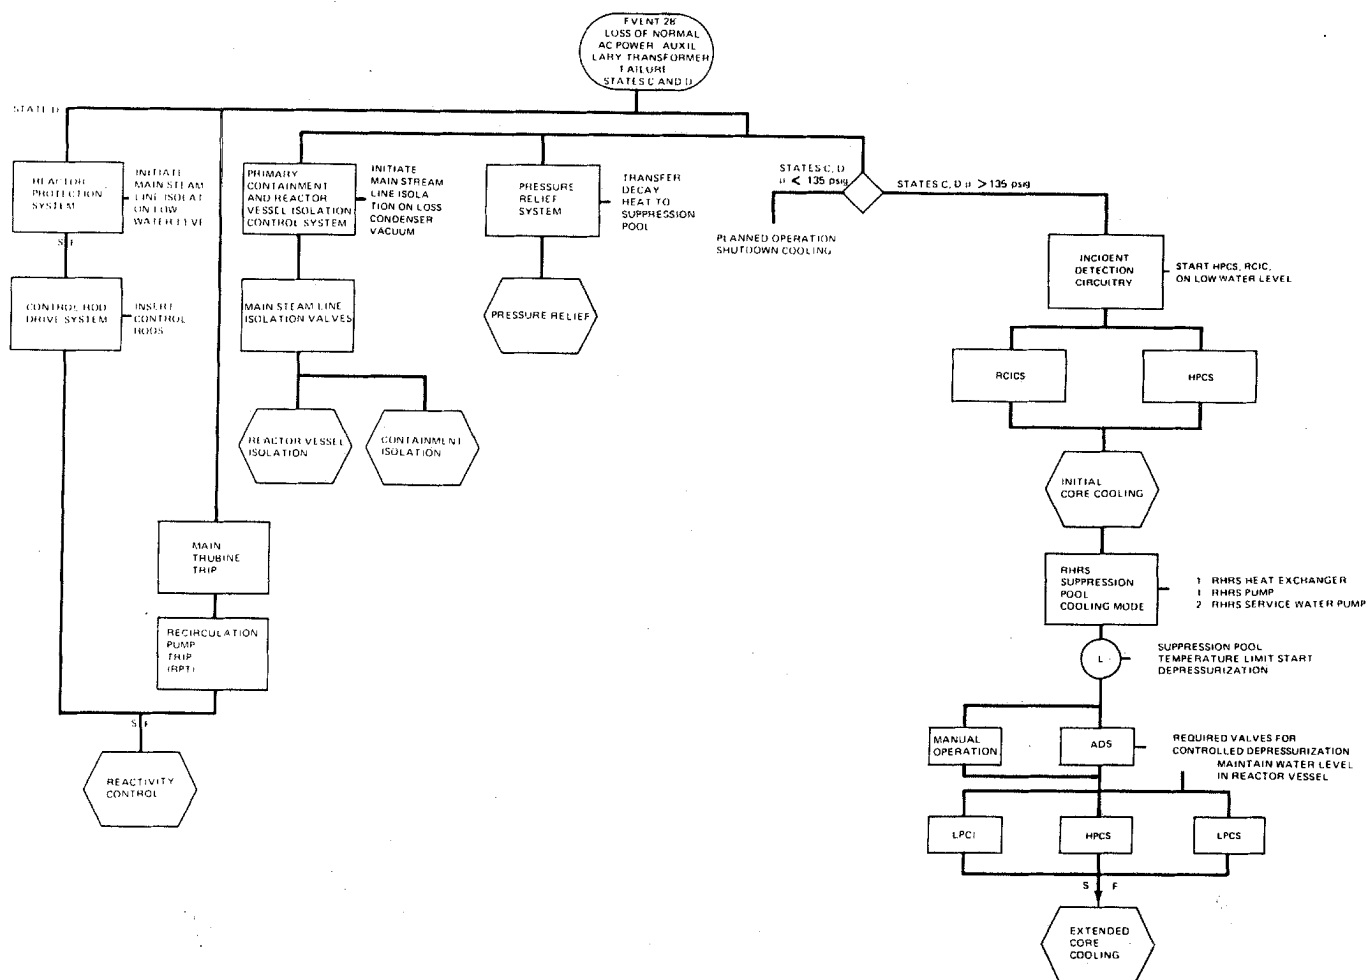 EVENT 28
LOSS OF NORMAL
AC POWER AUXIL
LARY TRANSFORMER
FAILURE
STATES C AND D
STATE D
REACTOR
PROTECTION
SYSTEM
INITIATE
MAIN STEAM
LINE ISOLAT
ON LOW
WATER LEVE
S F
CONTROL ROD
DRIVE SYSTEM
INSERT
CONTROL
RODS
PRIMARY
CONTAINMENT
AND REACTOR
VESSEL ISOLATION
CONTROL SYSTEM
INITIATE
MAIN STREAM
LINE ISOLA
TION ON LOSS
CONDENSER
VACUUM
MAIN STEAM LINE
ISOLATION VALVES
REACTOR VESSEL
ISOLATION
CONTAINMENT
ISOLATION
PRESSURE
RELIEF
SYSTEM
TRANSFER
DECAY
HEAT TO
SUPPRESSION
POOL
PRESSURE RELIEF
STATES C, D
μ < 135 psig
STATES C, D μ > 135 psig
PLANNED OPERATION
SHUTDOWN COOLING
INCIDENT
DETECTION
CIRCUITRY
START HPCS, RCIC,
ON LOW WATER LEVEL
RCICS
HPCS
INITIAL
CORE COOLING
MAIN
THUBINE
TRIP
RECIRCULATION
PUMP
TRIP
(RPT)
S F
REACTIVITY
CONTROL
RHRS
SUPPRESSION
POOL
COOLING MODE
1 RHRS HEAT EXCHANGER
1 RHRS PUMP
2 RHRS SERVICE WATER PUMP
L
SUPPRESSION POOL
TEMPERATURE LIMIT START
DEPRESSURIZATION
MANUAL
OPERATION
ADS
REQUIRED VALVES FOR
CONTROLLED DEPRESSURIZATION
MAINTAIN WATER LEVEL
IN REACTOR VESSEL
LPCI
HPCS
LPCS
S F
EXTENDED
CORE
COOLING